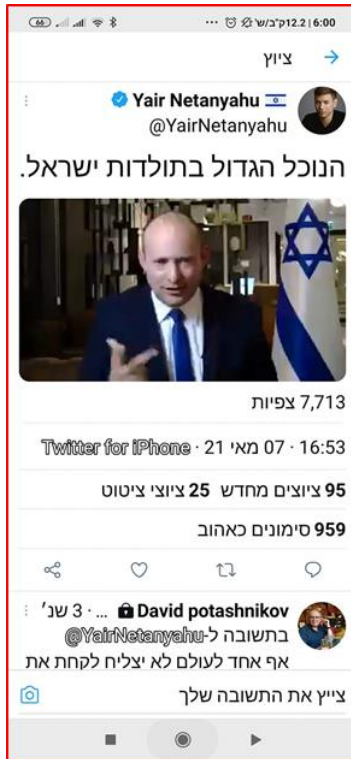 6:00 | 12.2ק"ב/ש' ... 66
ציוץ
Yair Netanyahu 🇮🇱
@YairNetanyahu
הנוכל הגדול בתולדות ישראל.
7,713 צפיות
16:53 · 07 מאי 21 · Twitter for iPhone
95 ציוצים מחדש 25 ציוצי ציטוט
959 סימונים כאהוב
David potashnikov 🔒 ... · 3 שנ׳
בתשובה ל-@YairNetanyahu
אף אחד לעולם לא יצליח לקחת את
צייץ את התשובה שלך